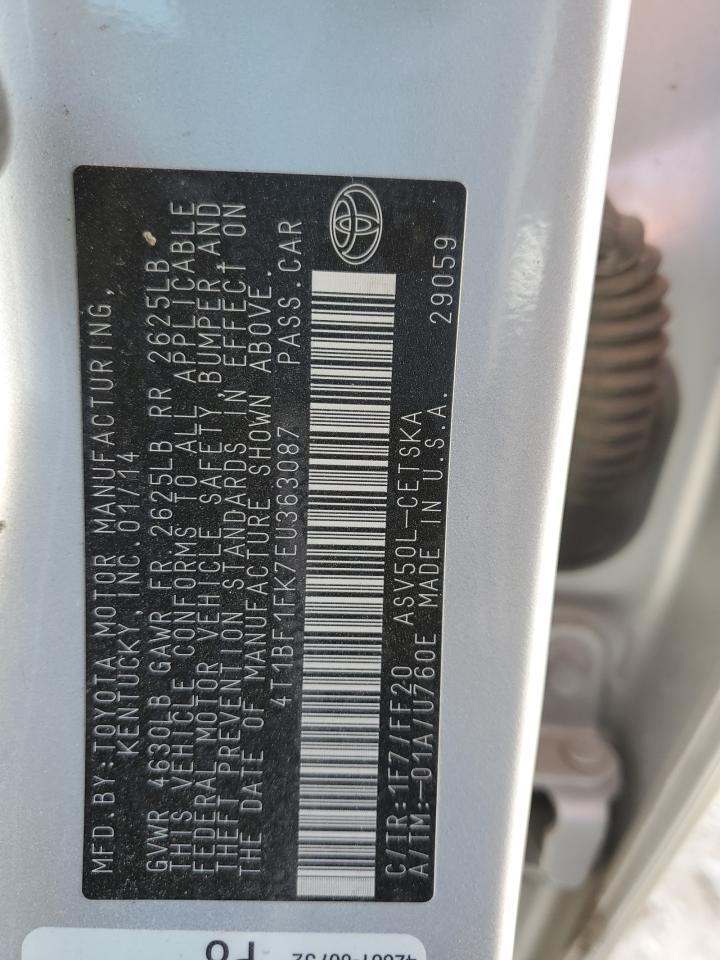 MFD.BY:TOYOTA MOTOR MANUFACTURING,
KENTUCKY, INC.01/14
GVWR 4630LB GAWR FR 2625LB RR 2625LB
THIS VEHICLE CONFORMS TO ALL APPLICABLE
FEDERAL MOTOR VEHICLE SAFETY, BUMPER,AND
THEFT PREVENTION STANDARDS IN EFFECT ON
THE DATE OF MANUFACTURE SHOWN ABOVE.
4T1BF1FK7EU363087 PASS.CAR
C/TR:1F7/FF20 ASV50L-CETSKA
A/TM:-01A/U760E MADE IN U.S.A. 29059